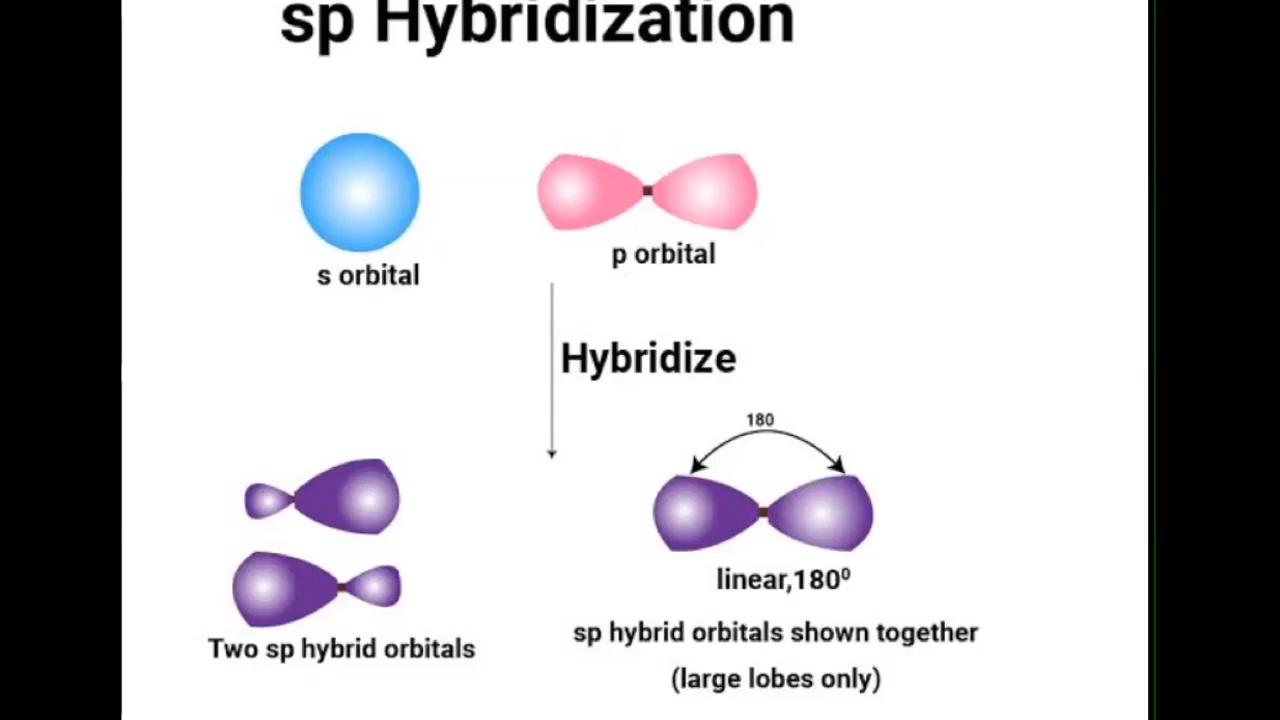 sp Hybridization
s orbital
p orbital
Hybridize
180
linear,180⁰
Two sp hybrid orbitals
sp hybrid orbitals shown together
(large lobes only)